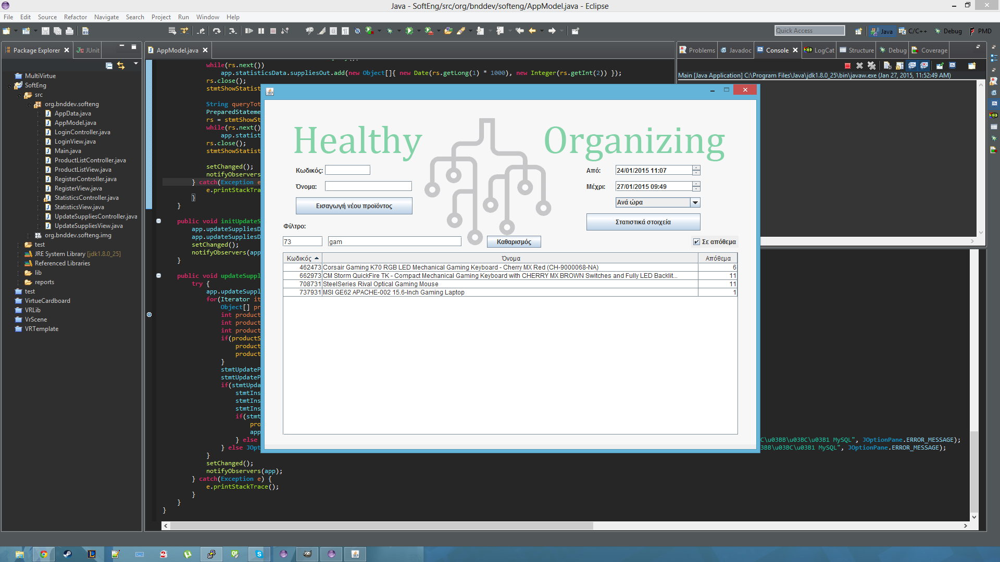 Java - SoftEng/src/org/bnddev/softeng/AppModel.java - Eclipse
File Edit Source Refactor Navigate Search Project Run Window Help
Quick Access
Java C/C++ Debug PMD
Package Explorer JUnit
MultiVirtue
SoftEng
src
org.bnddev.softeng
AppData.java
AppModel.java
LoginController.java
LoginView.java
Main.java
ProductListController.java
ProductListView.java
RegisterController.java
RegisterView.java
StatisticsController.java
StatisticsView.java
UpdateSuppliesController.java
UpdateSuppliesView.java
org.bnddev.softeng.img
test
JRE System Library [jdk1.8.0_25]
Referenced Libraries
lib
reports
test
VirtueCardboard
VRLib
VrScene
VRTemplate
AppModel.java
while(rs.next())
app.statisticsData.suppliesOut.add(new Object[]{ new Date(rs.getLong(1) * 1000), new Integer(rs.getInt(2)) });
rs.close();
stmtShowStatist
String queryTot
PreparedStateme
rs = stmtShowSt
while(rs.next()
app.statist
rs.close();
stmtShowStatist
setChanged();
notifyObservers
} catch(Exception e
e.printStackTra
}
}
public void initUpdateS
app.updateSuppliesD
app.updateSuppliesD
setChanged();
notifyObservers(app
}
public void updateSuppl
try {
app.updateSuppl
for(Iterator it
Object[] pr
int product
int product
int product
if(productS
product
product
}
stmtUpdateP
stmtUpdateP
if(stmtUpda
stmtIns
stmtIns
stmtIns
if(stmt
pro
app
} else
} else JOpt
}
setChanged();
notifyObservers(app);
} catch(Exception e) {
e.printStackTrace();
}
}
}
C\u03BB\u03BC\u03B1 MySQL", JOptionPane.ERROR_MESSAGE);
3BB\u03BC\u03B1 MySQL", JOptionPane.ERROR_MESSAGE);
Problems Javadoc Console LogCat Structure Debug Coverage
Main [Java Application] C:\Program Files\Java\jdk1.8.0_25\bin\javaw.exe (Jan 27, 2015, 11:52:49 AM)
Healthy Organizing
Κωδικός:
Όνομα:
Εισαγωγή νέου προϊόντος
Από: 24/01/2015 11:07
Μέχρι: 27/01/2015 09:49
Ανά ώρα
Στατιστικά στοιχεία
Φίλτρο:
73 gam Καθαρισμός Σε απόθεμα
Κωδικός Όνομα Απόθεμα
462473 Corsair Gaming K70 RGB LED Mechanical Gaming Keyboard - Cherry MX Red (CH-9000068-NA) 6
662973 CM Storm QuickFire TK - Compact Mechanical Gaming Keyboard with CHERRY MX BROWN Switches and Fully LED Backlit... 11
708731 SteelSeries Rival Optical Gaming Mouse 11
737931 MSI GE62 APACHE-002 15.6-Inch Gaming Laptop 1